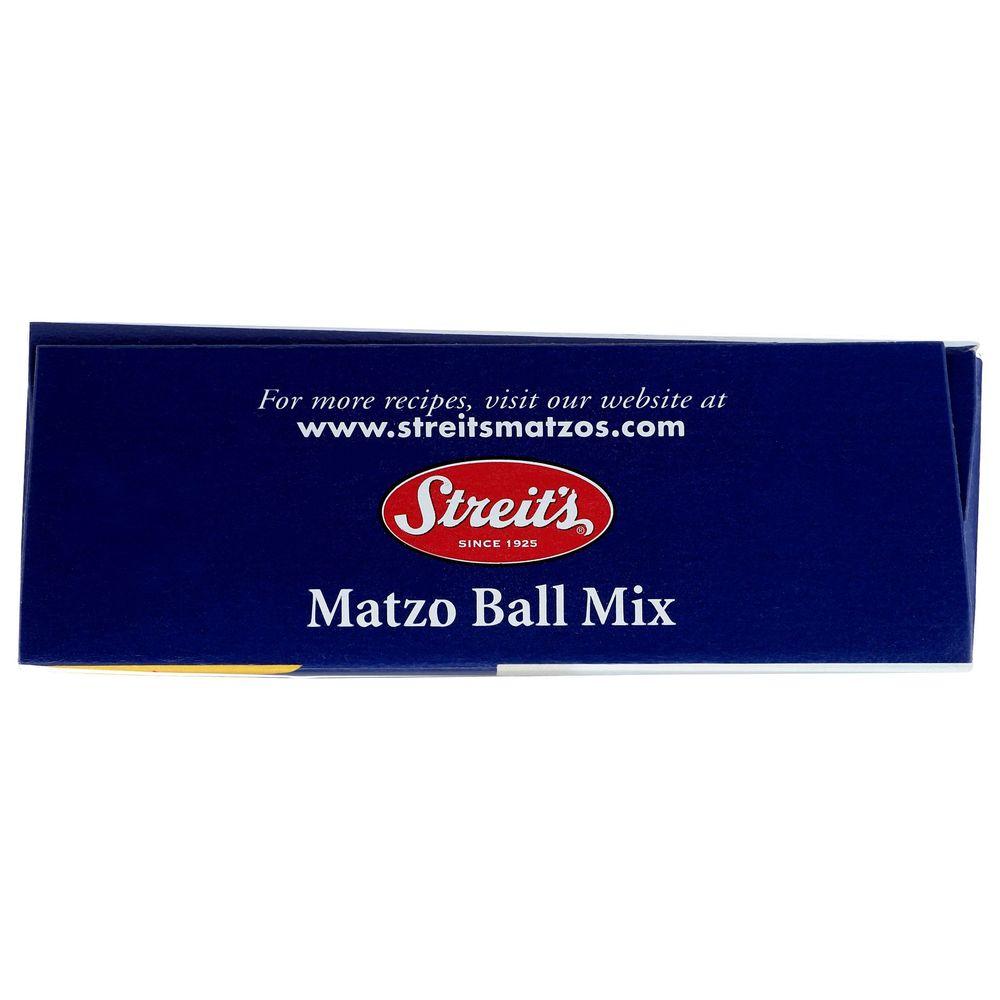 For more recipes, visit our website at
www.streitsmatzos.com
Streit's®
SINCE 1925
Matzo Ball Mix